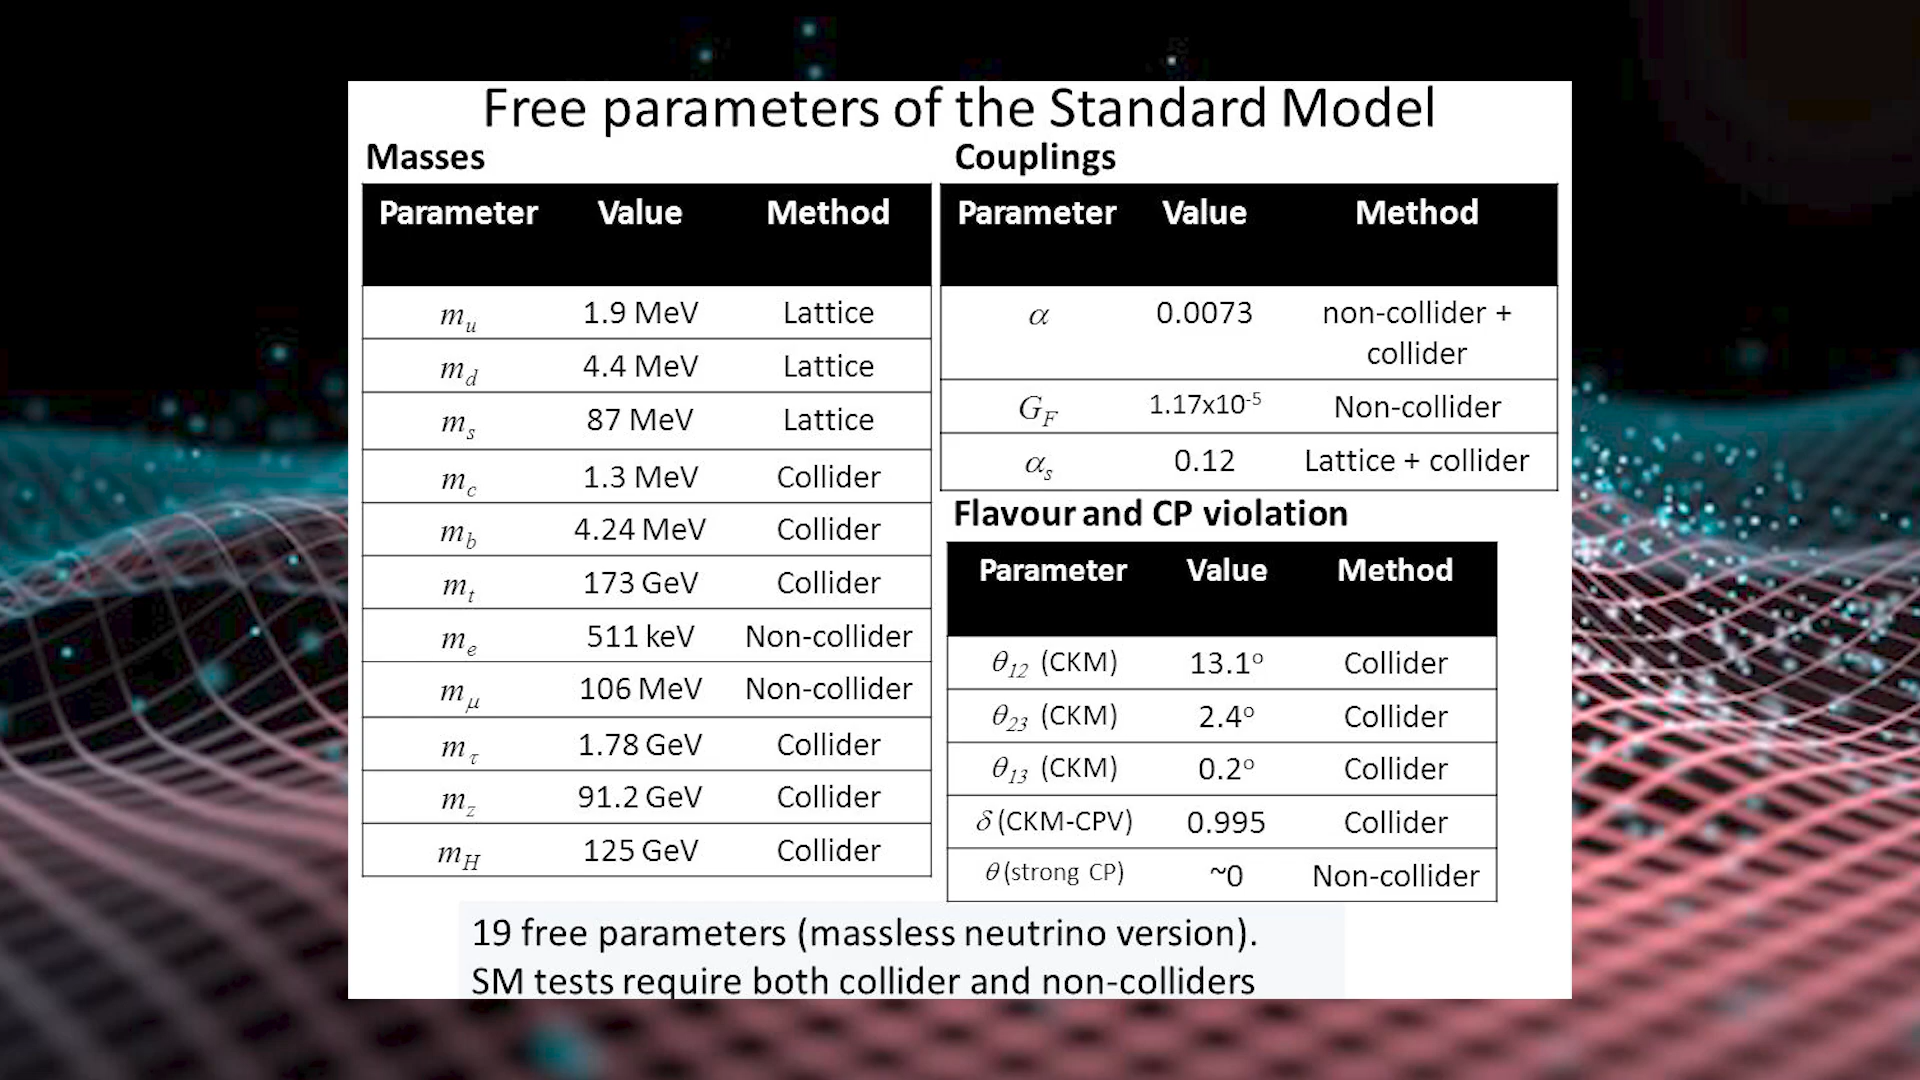 Free parameters of the Standard Model
Masses
Parameter Value Method
m_u 1.9 MeV Lattice
m_d 4.4 MeV Lattice
m_s 87 MeV Lattice
m_c 1.3 MeV Collider
m_b 4.24 MeV Collider
m_t 173 GeV Collider
m_e 511 keV Non-collider
m_μ 106 MeV Non-collider
m_τ 1.78 GeV Collider
m_z 91.2 GeV Collider
m_H 125 GeV Collider
Couplings
Parameter Value Method
α 0.0073 non-collider +
collider
G_F 1.17x10⁻⁵ Non-collider
α_s 0.12 Lattice + collider
Flavour and CP violation
Parameter Value Method
θ₁₂ (CKM) 13.1º Collider
θ₂₃ (CKM) 2.4º Collider
θ₁₃ (CKM) 0.2º Collider
δ (CKM-CPV) 0.995 Collider
θ (strong CP) ~0 Non-collider
19 free parameters (massless neutrino version).
SM tests require both collider and non-colliders